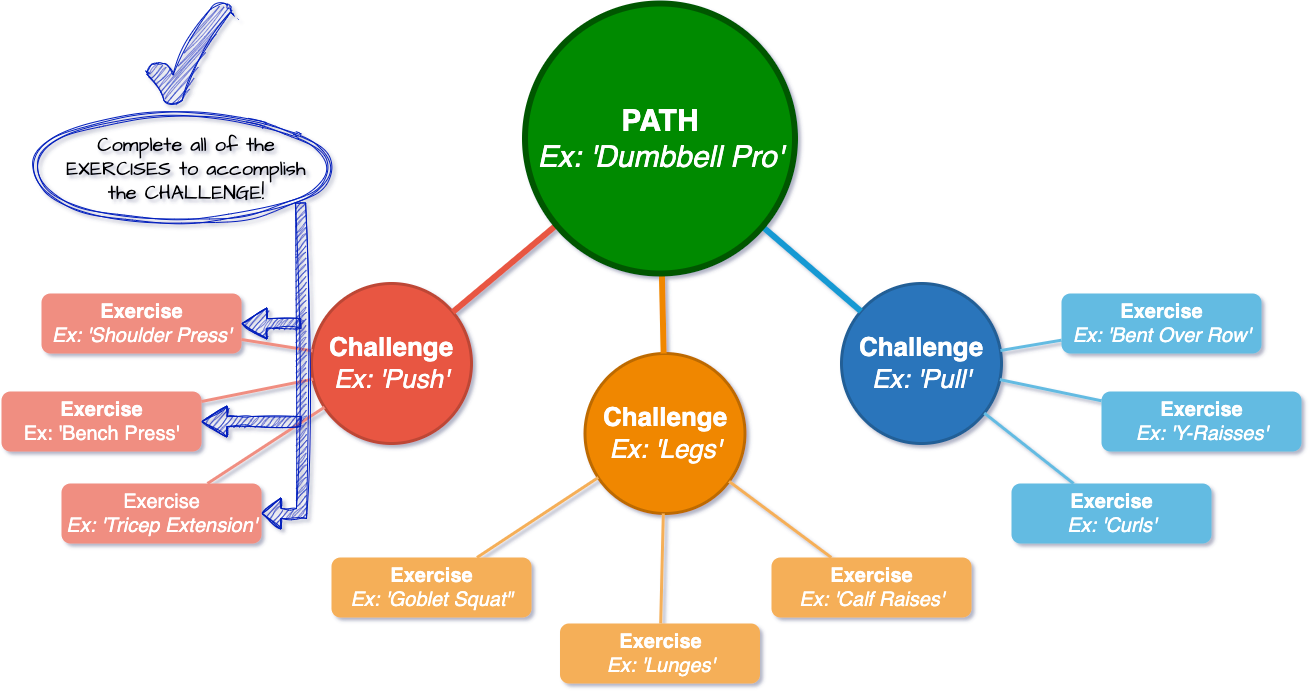 Complete all of the
EXERCISES to accomplish
the CHALLENGE!
PATH
Ex: 'Dumbbell Pro'
Challenge
Ex: 'Push'
Exercise
Ex: 'Shoulder Press'
Exercise
Ex: 'Bench Press'
Exercise
Ex: 'Tricep Extension'
Challenge
Ex: 'Legs'
Exercise
Ex: 'Goblet Squat"
Exercise
Ex: 'Lunges'
Exercise
Ex: 'Calf Raises'
Challenge
Ex: 'Pull'
Exercise
Ex: 'Bent Over Row'
Exercise
Ex: 'Y-Raisses'
Exercise
Ex: 'Curls'